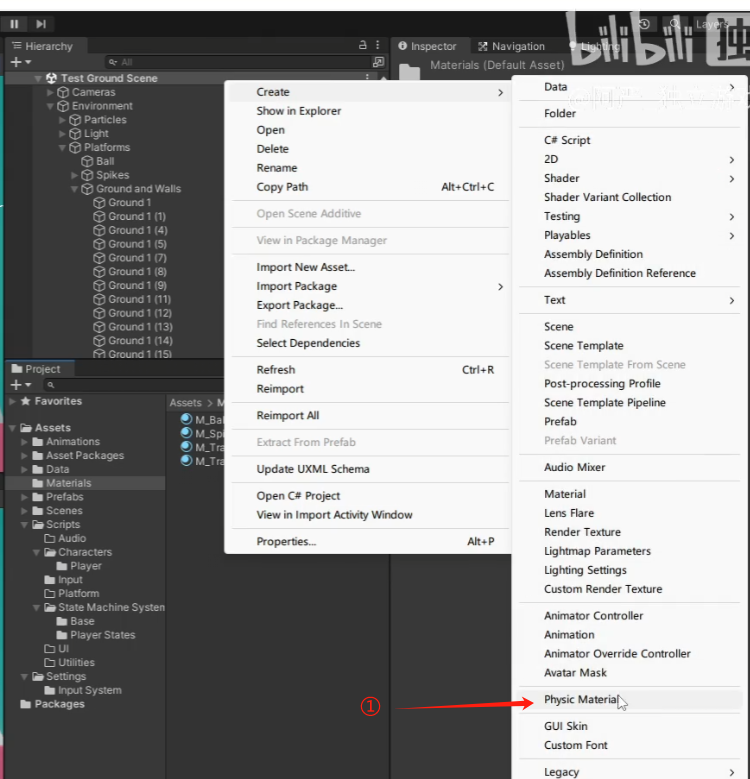 Layers
Hierarchy
Inspector
Navigation
Lighting
bilibili 独
All
Materials (Default Asset)
Test Ground Scene
Cameras
Environment
Particles
Light
Platforms
Ball
Spikes
Ground and Walls
Ground 1
Ground 1 (1)
Ground 1 (4)
Ground 1 (5)
Ground 1 (7)
Ground 1 (8)
Ground 1 (9)
Ground 1 (11)
Ground 1 (12)
Ground 1 (13)
Ground 1 (14)
Ground 1 (15)
Project
Favorites
Assets
Animations
Asset Packages
Data
Materials
Prefabs
Scenes
Scripts
Audio
Characters
Player
Input
Platform
State Machine System
Base
Player States
UI
Utilities
Settings
Input System
Packages
Assets > M
M_Bal
M_Spi
M_Tra
M_Tra
Create
Show in Explorer
Open
Delete
Rename
Copy Path Alt+Ctrl+C
Open Scene Additive
View in Package Manager
Import New Asset...
Import Package
Export Package...
Find References In Scene
Select Dependencies
Refresh Ctrl+R
Reimport
Reimport All
Extract From Prefab
Update UXML Schema
Open C# Project
View in Import Activity Window
Properties... Alt+P
Data
Folder
C# Script
2D
Shader
Shader Variant Collection
Testing
Playables
Assembly Definition
Assembly Definition Reference
Text
Scene
Scene Template
Scene Template From Scene
Post-processing Profile
Scene Template Pipeline
Prefab
Prefab Variant
Audio Mixer
Material
Lens Flare
Render Texture
Lightmap Parameters
Lighting Settings
Custom Render Texture
Animator Controller
Animation
Animator Override Controller
Avatar Mask
① Physic Material
GUI Skin
Custom Font
Legacy